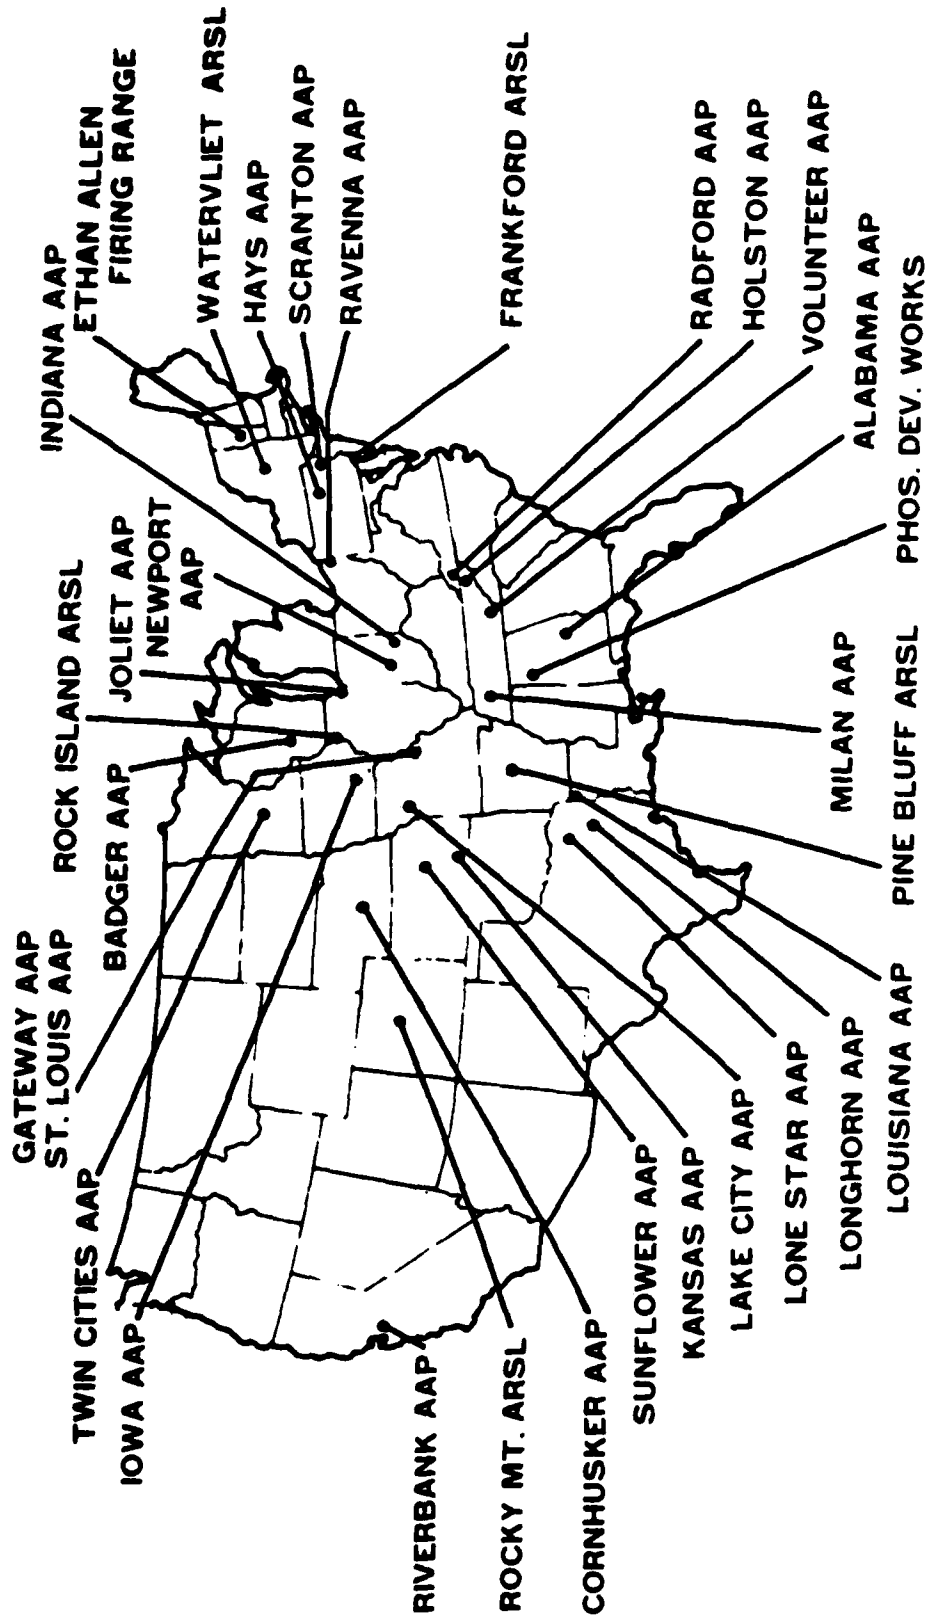 GATEWAY AAP
ST. LOUIS AAP
TWIN CITIES AAP
IOWA AAP
RIVERBANK AAP
ROCKY MT. ARSL
CORNHUSKER AAP
SUNFLOWER AAP
KANSAS AAP
LAKE CITY AAP
LONE STAR AAP
LONGHORN AAP
LOUISIANA AAP
BADGER AAP
ROCK ISLAND ARSL
JOLIET AAP
NEWPORT
AAP
INDIANA AAP
ETHAN ALLEN
FIRING RANGE
WATERVLIET ARSL
HAYS AAP
SCRANTON AAP
RAVENNA AAP
FRANKFORD ARSL
RADFORD AAP
HOLSTON AAP
VOLUNTEER AAP
ALABAMA AAP
PHOS. DEV. WORKS
MILAN AAP
PINE BLUFF ARSL